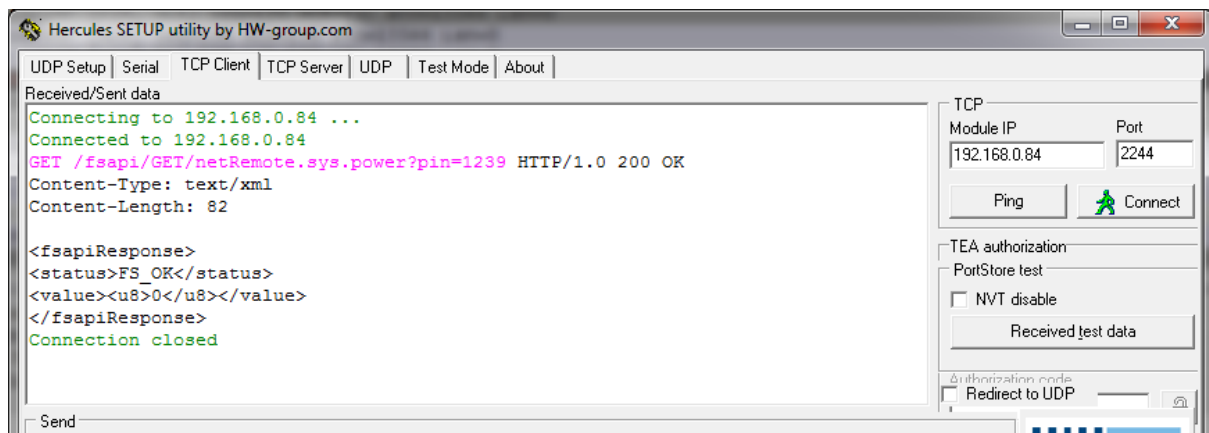 Hercules SETUP utility by HW-group.com
UDP Setup Serial TCP Client TCP Server UDP Test Mode About
Received/Sent data
Connecting to 192.168.0.84 ...
Connected to 192.168.0.84
GET /fsapi/GET/netRemote.sys.power?pin=1239 HTTP/1.0 200 OK
Content-Type: text/xml
Content-Length: 82
<fsapiResponse>
<status>FS_OK</status>
<value><u8>0</u8></value>
</fsapiResponse>
Connection closed
Send
TCP
Module IP Port
192.168.0.84 2244
Ping Connect
TEA authorization
PortStore test
NVT disable
Received test data
Authorization code
Redirect to UDP